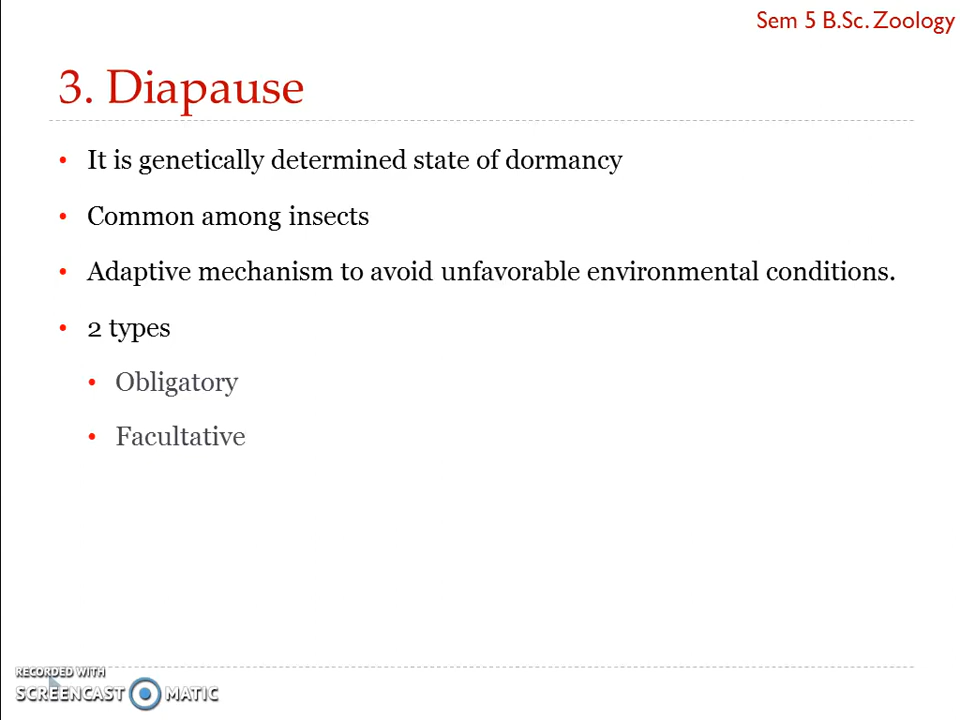 Sem 5 B.Sc. Zoology
3. Diapause
• It is genetically determined state of dormancy
• Common among insects
• Adaptive mechanism to avoid unfavorable environmental conditions.
• 2 types
• Obligatory
• Facultative
RECORDED WITH
SCREENCAST MATIC